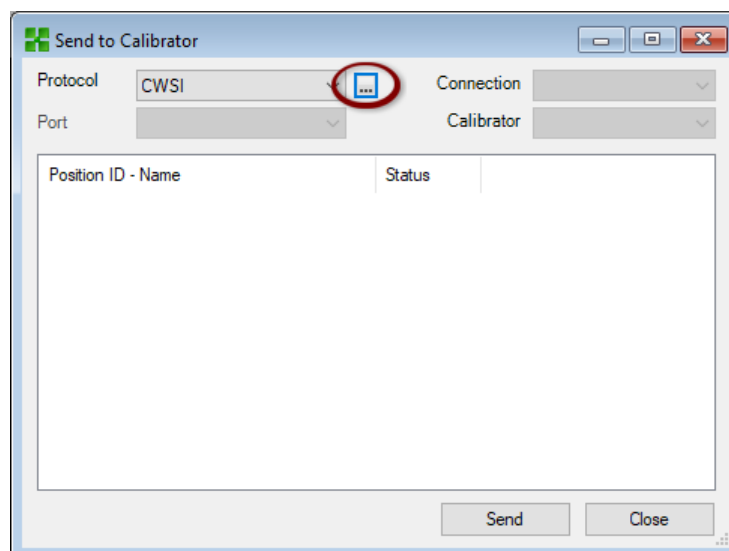 Send to Calibrator
Protocol CWSI ... Connection
Port Calibrator
Position ID - Name Status
Send Close